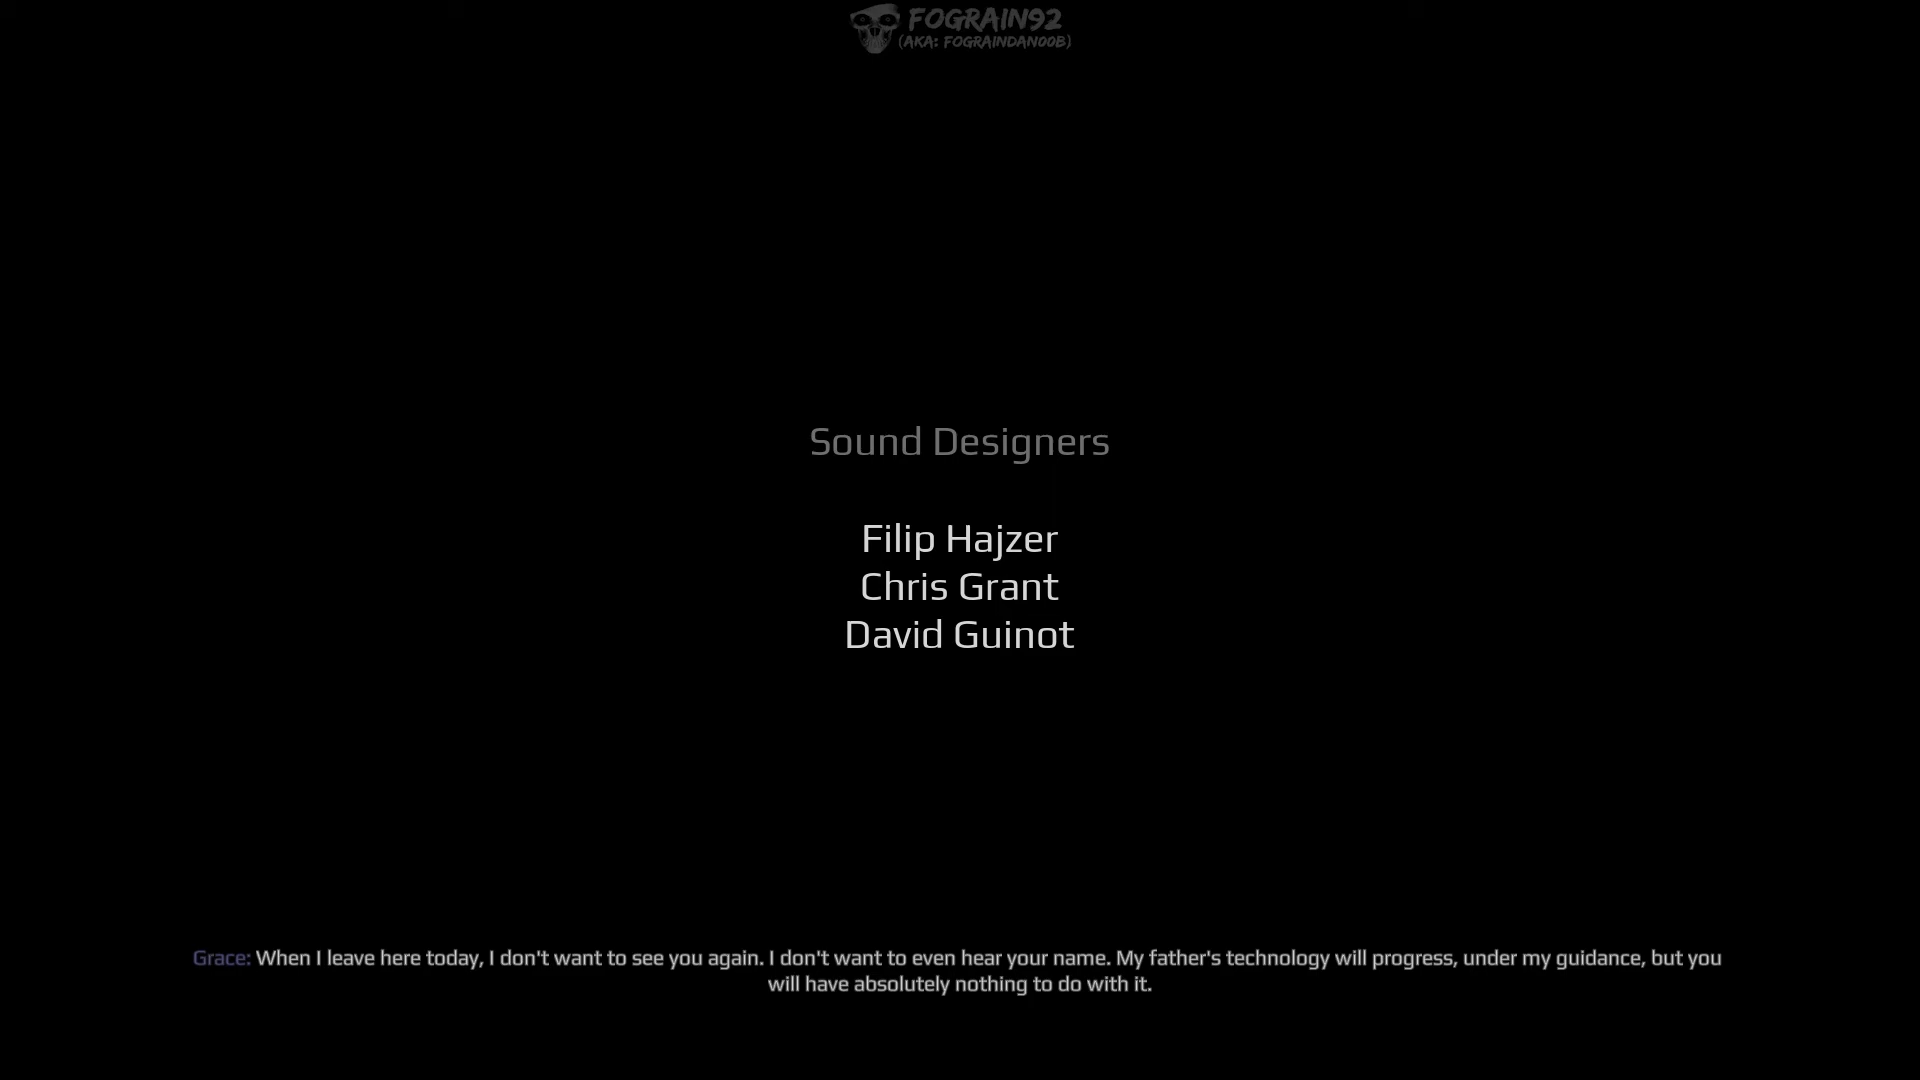 FOGRAIN92
(AKA: FOGRAINDANOOB)
Sound Designers
Filip Hajzer
Chris Grant
David Guinot
Grace: When I leave here today, I don't want to see you again. I don't want to even hear your name. My father's technology will progress, under my guidance, but you
will have absolutely nothing to do with it.